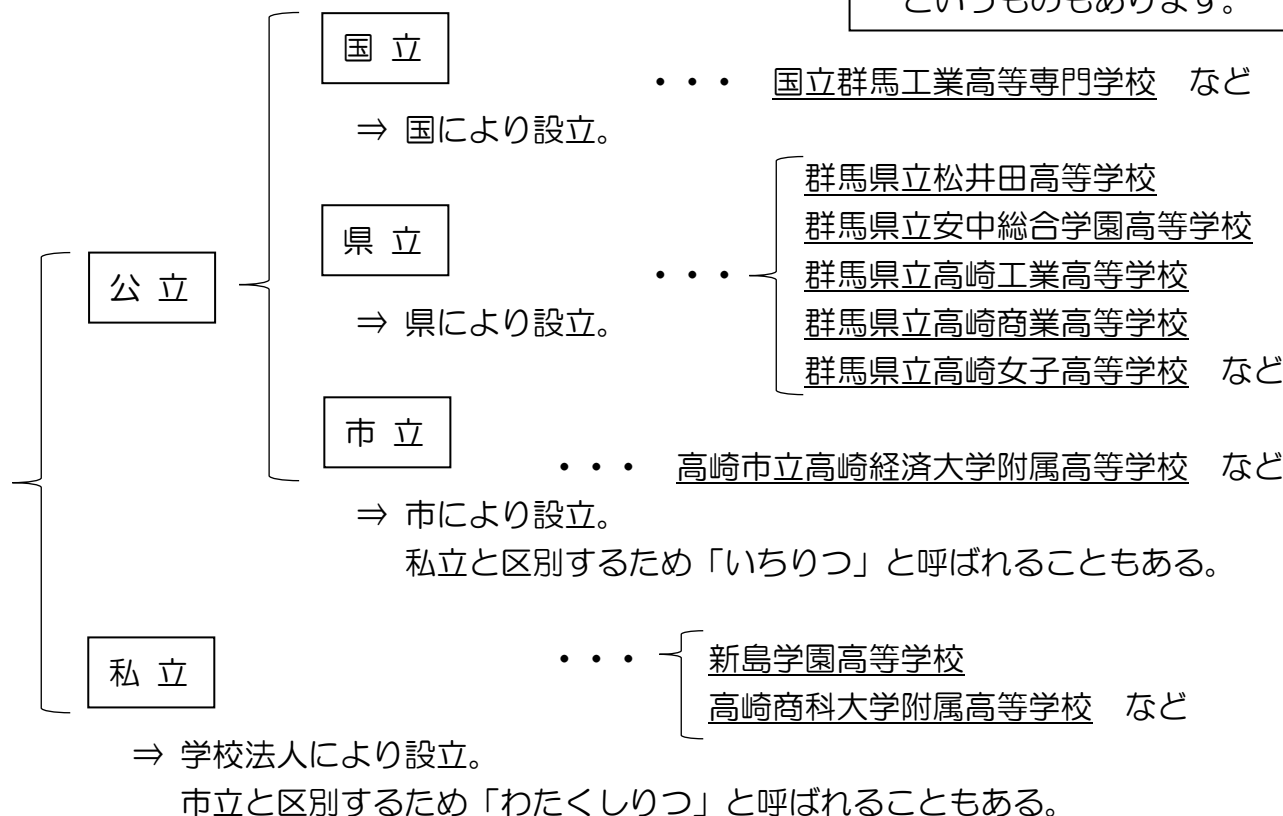 というものもあります。
国 立
・・・ 国立群馬工業高等専門学校 など
⇒ 国により設立。
公 立
県 立
・・・
群馬県立松井田高等学校
群馬県立安中総合学園高等学校
群馬県立高崎工業高等学校
群馬県立高崎商業高等学校
群馬県立高崎女子高等学校 など
⇒ 県により設立。
市 立
・・・ 高崎市立高崎経済大学附属高等学校 など
⇒ 市により設立。
私立と区別するため「いちりつ」と呼ばれることもある。
私 立
・・・
新島学園高等学校
高崎商科大学附属高等学校 など
⇒ 学校法人により設立。
市立と区別するため「わたくしりつ」と呼ばれることもある。